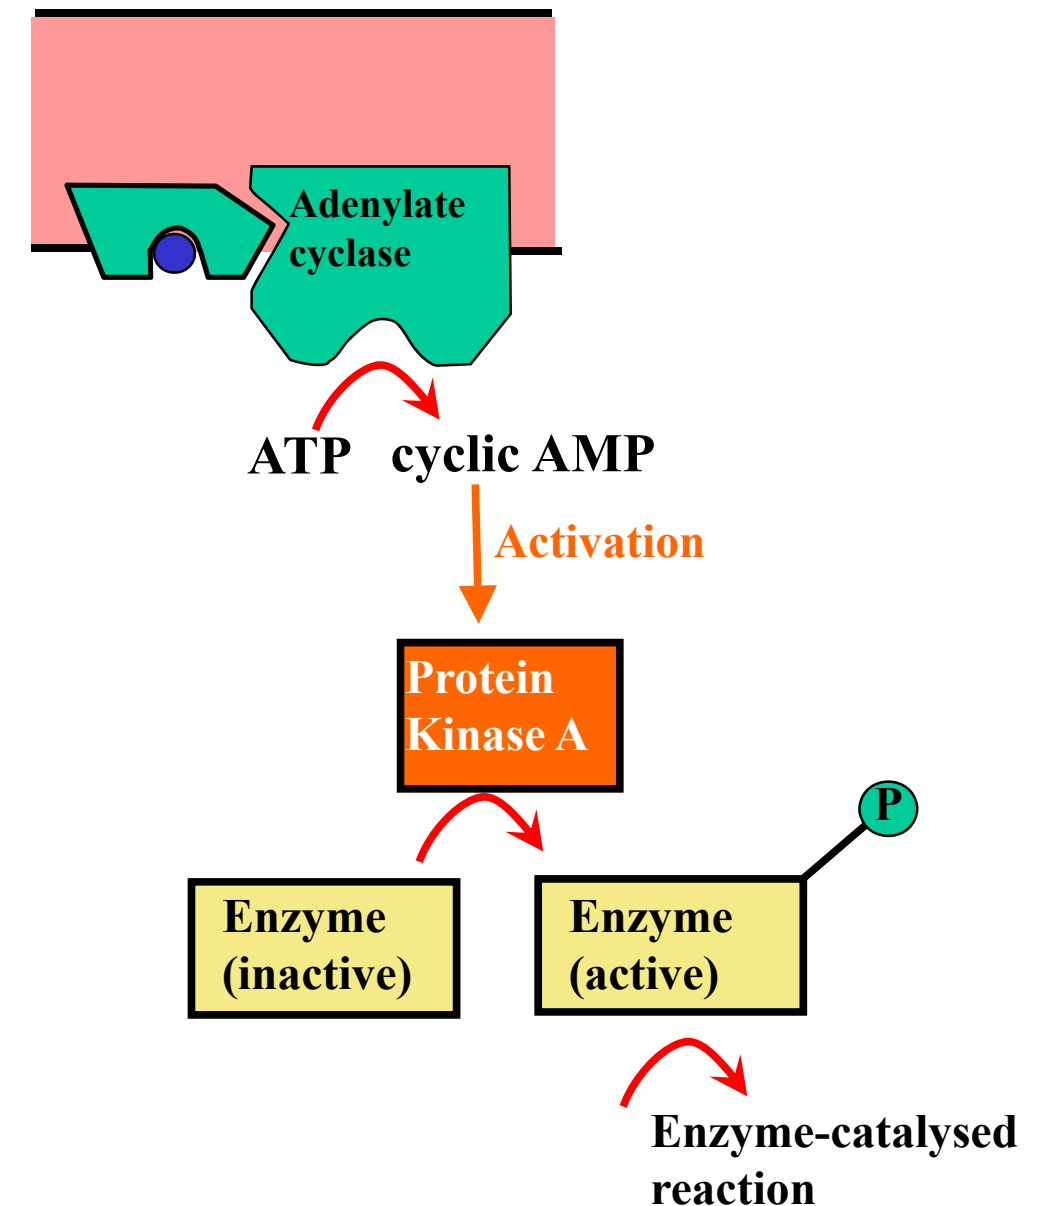 Adenylate
cyclase
ATP cyclic AMP
Activation
Protein
Kinase A
P
Enzyme
(inactive)
Enzyme
(active)
Enzyme-catalysed
reaction